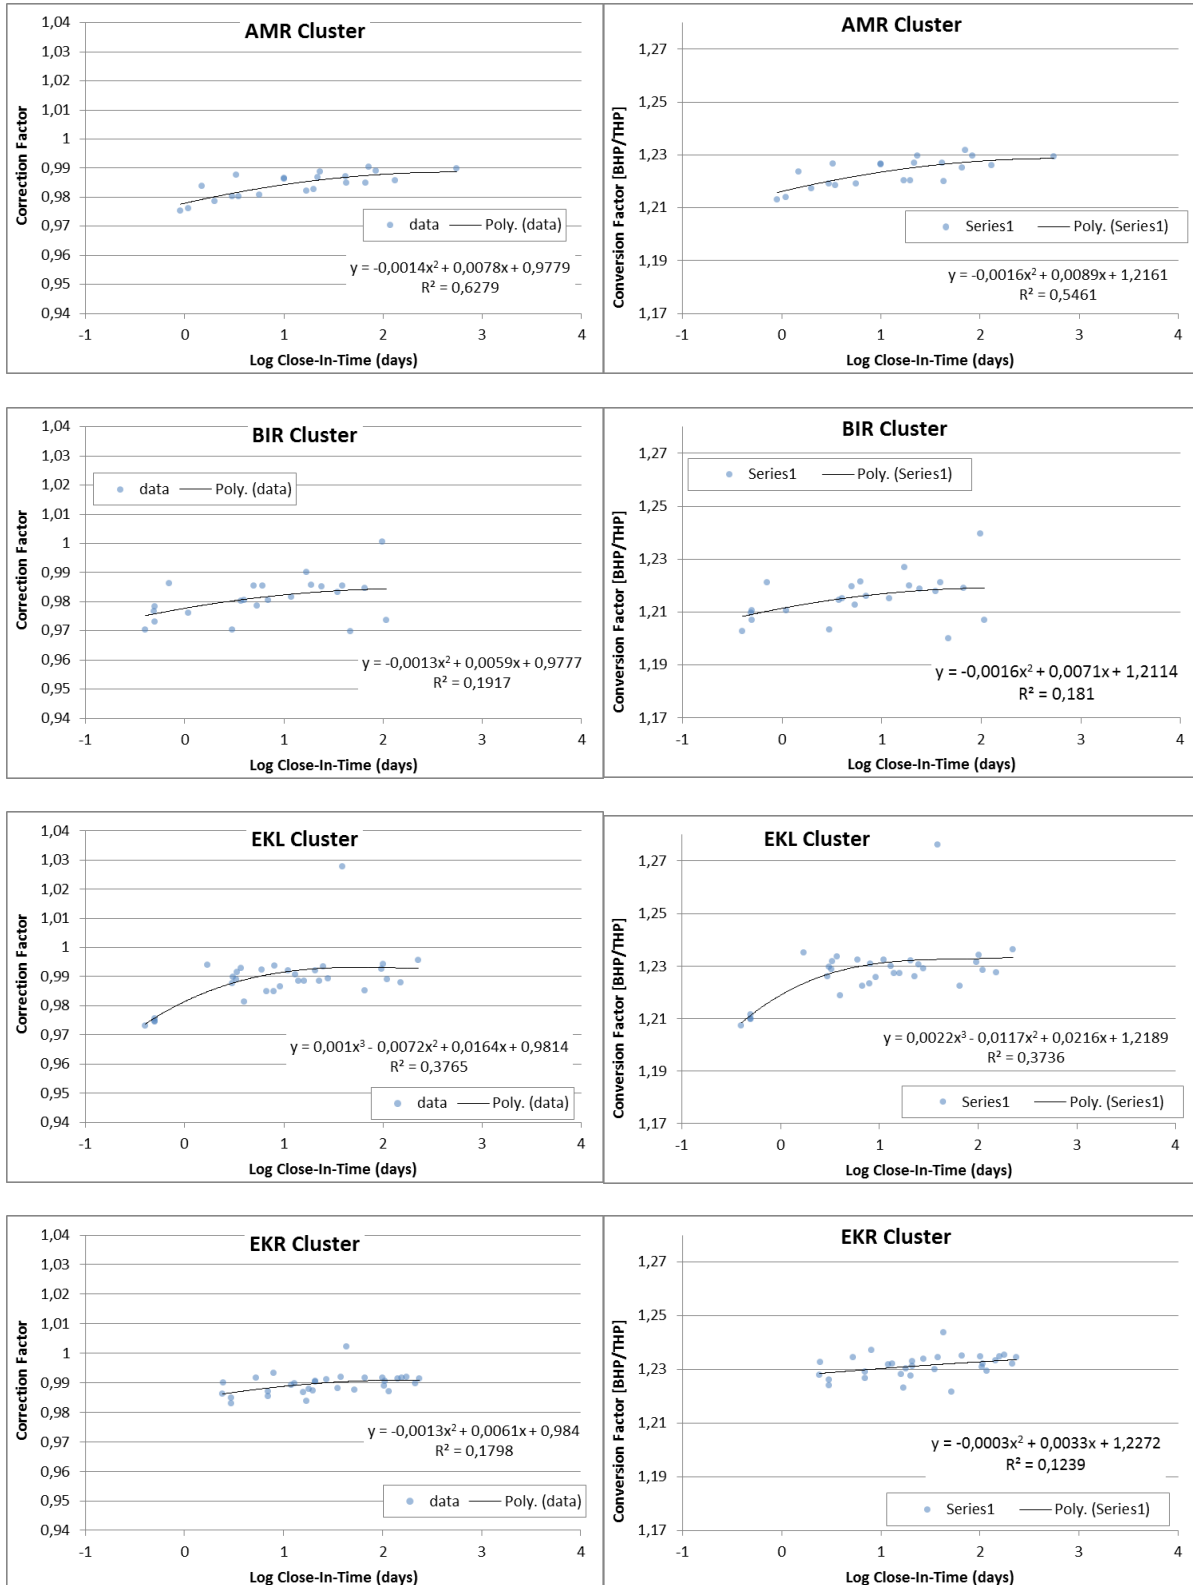 AMR Cluster
Correction Factor
1,04
1,03
1,02
1,01
1
0,99
0,98
0,97
0,96
0,95
0,94
data Poly. (data)
y = -0,0014x² + 0,0078x + 0,9779
R² = 0,6279
-1 0 1 2 3 4
Log Close-In-Time (days)
AMR Cluster
Conversion Factor [BHP/THP]
1,27
1,25
1,23
1,21
1,19
1,17
Series1 Poly. (Series1)
y = -0,0016x² + 0,0089x + 1,2161
R² = 0,5461
-1 0 1 2 3 4
Log Close-In-Time (days)
BIR Cluster
Correction Factor
1,04
1,03
1,02
1,01
1
0,99
0,98
0,97
0,96
0,95
0,94
data Poly. (data)
y = -0,0013x² + 0,0059x + 0,9777
R² = 0,1917
-1 0 1 2 3 4
Log Close-In-Time (days)
BIR Cluster
Conversion Factor [BHP/THP]
1,27
1,25
1,23
1,21
1,19
1,17
Series1 Poly. (Series1)
y = -0,0016x² + 0,0071x + 1,2114
R² = 0,181
-1 0 1 2 3 4
Log Close-In-Time (days)
EKL Cluster
Correction Factor
1,04
1,03
1,02
1,01
1
0,99
0,98
0,97
0,96
0,95
0,94
y = 0,001x³ - 0,0072x² + 0,0164x + 0,9814
R² = 0,3765
data Poly. (data)
-1 0 1 2 3 4
Log Close-In-Time (days)
EKL Cluster
Conversion Factor [BHP/THP]
1,27
1,25
1,23
1,21
1,19
1,17
y = 0,0022x³ - 0,0117x² + 0,0216x + 1,2189
R² = 0,3736
Series1 Poly. (Series1)
-1 0 1 2 3 4
Log Close-In-Time (days)
EKR Cluster
Correction Factor
1,04
1,03
1,02
1,01
1
0,99
0,98
0,97
0,96
0,95
0,94
y = -0,0013x² + 0,0061x + 0,984
R² = 0,1798
data Poly. (data)
-1 0 1 2 3 4
Log Close-In-Time (days)
EKR Cluster
Conversion Factor [BHP/THP]
1,27
1,25
1,23
1,21
1,19
1,17
y = -0,0003x² + 0,0033x + 1,2272
R² = 0,1239
Series1 Poly. (Series1)
-1 0 1 2 3 4
Log Close-In-Time (days)